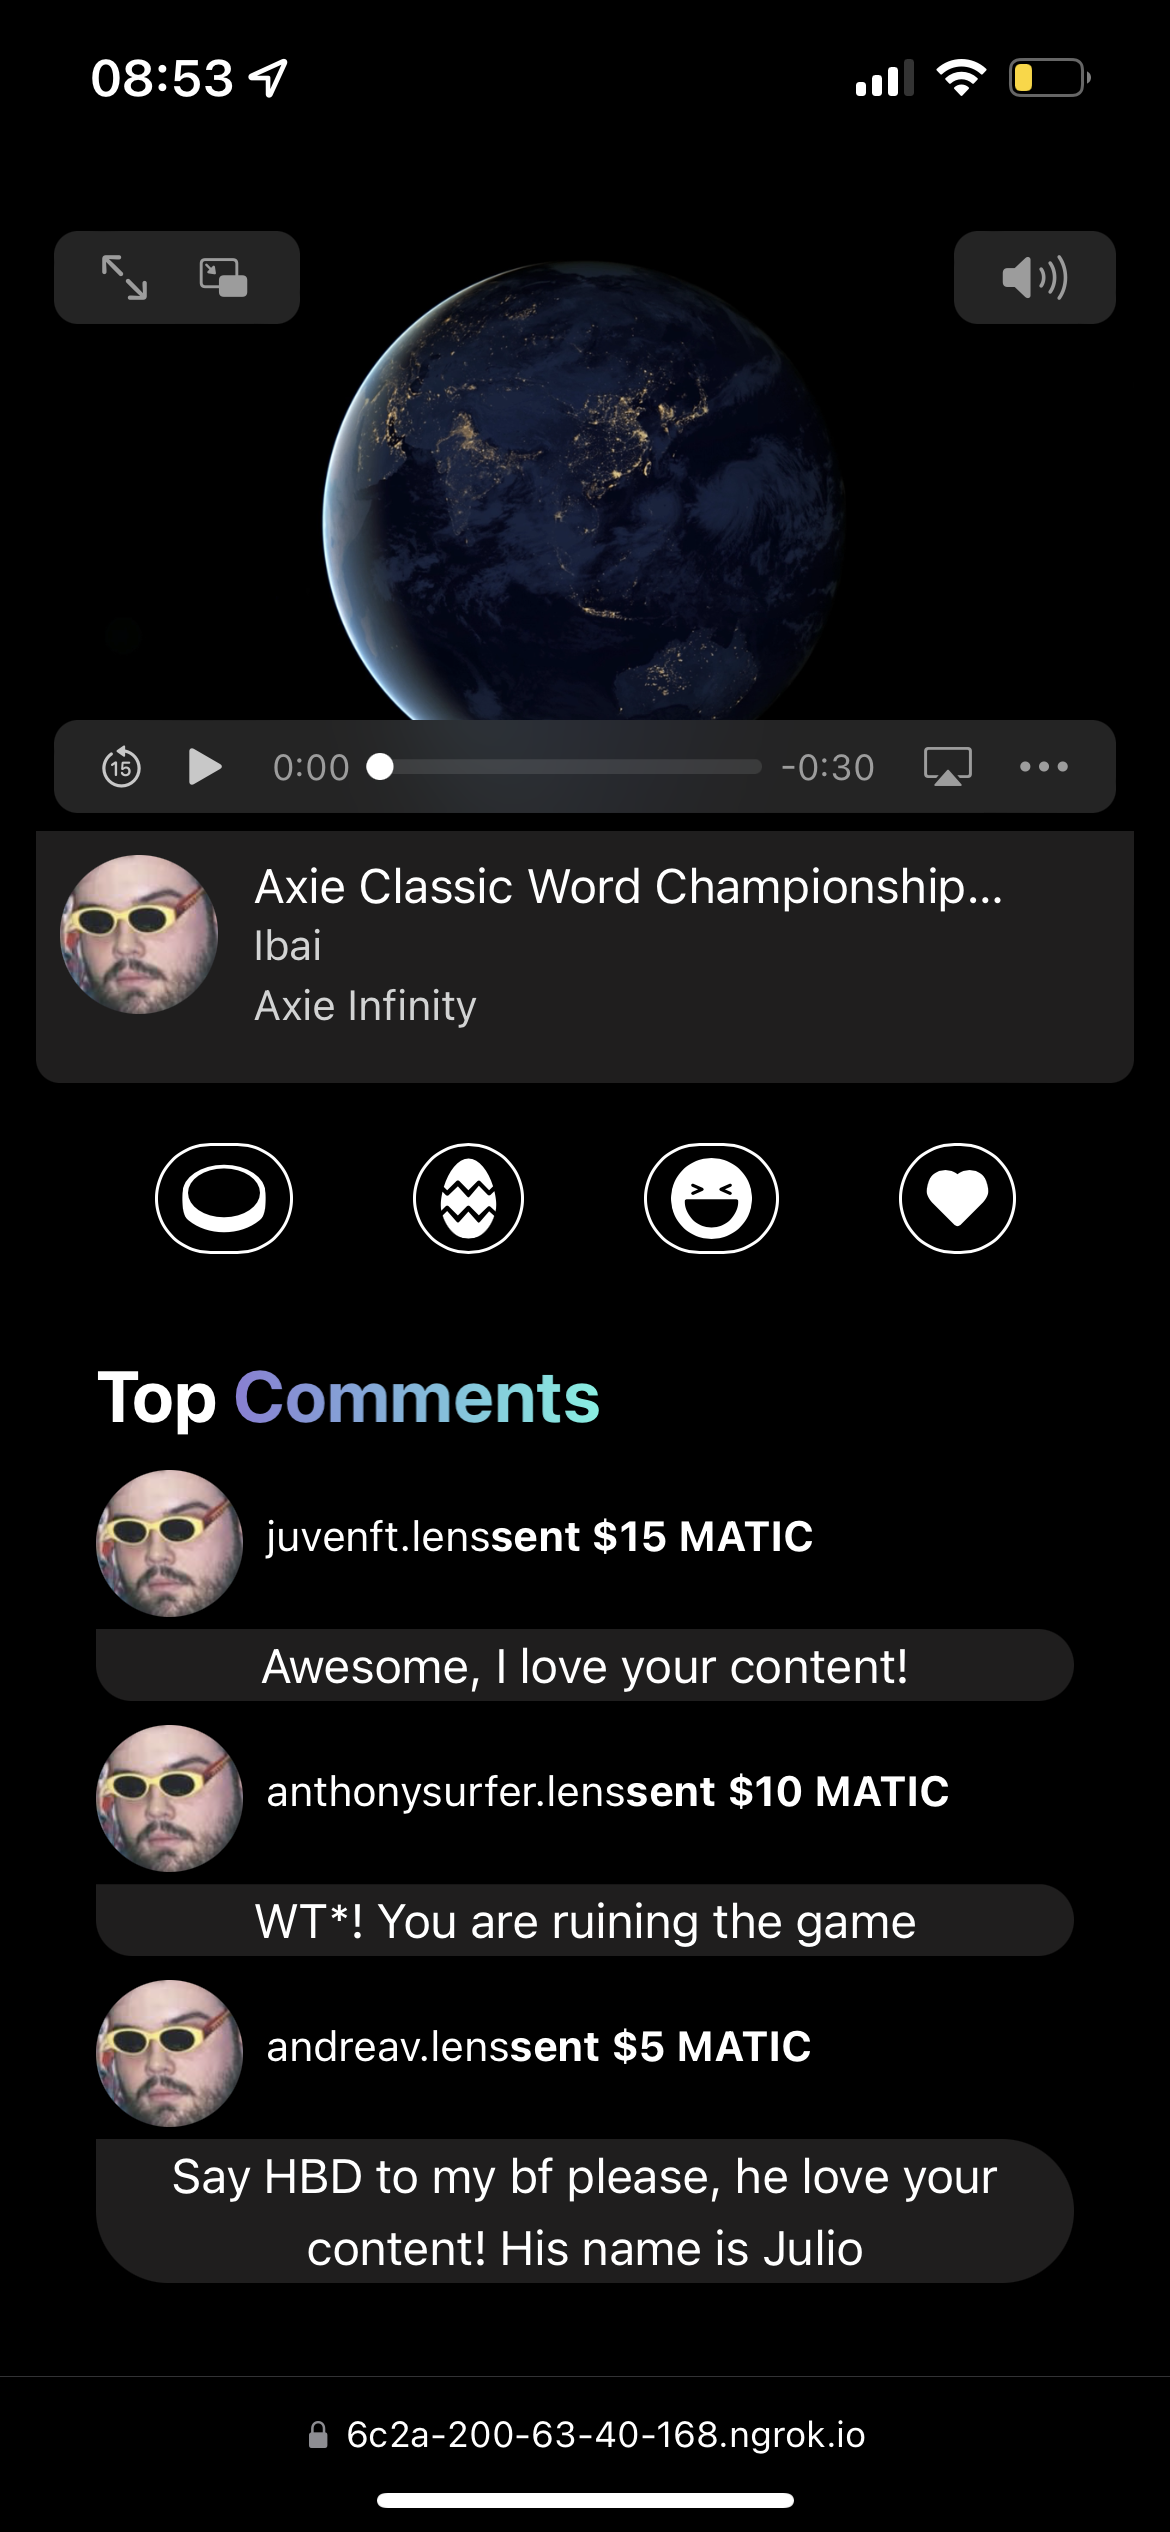 08:53
15
0:00
-0:30
Axie Classic Word Championship...
Ibai
Axie Infinity
Top Comments
juvenft.lenssent $15 MATIC
Awesome, I love your content!
anthonysurfer.lenssent $10 MATIC
WT*! You are ruining the game
andreav.lenssent $5 MATIC
Say HBD to my bf please, he love your
content! His name is Julio
6c2a-200-63-40-168.ngrok.io